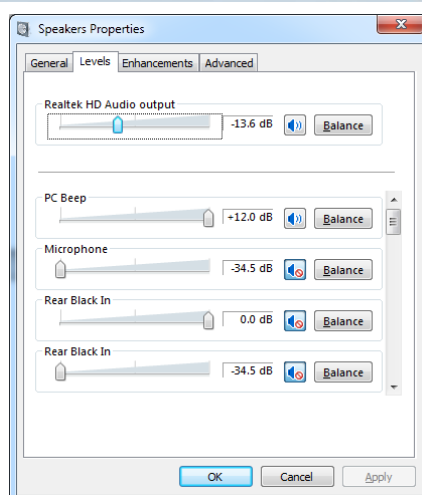 Speakers Properties
General Levels Enhancements Advanced
Realtek HD Audio output
-13.6 dB Balance
PC Beep
+12.0 dB Balance
Microphone
-34.5 dB Balance
Rear Black In
0.0 dB Balance
Rear Black In
-34.5 dB Balance
OK Cancel Apply